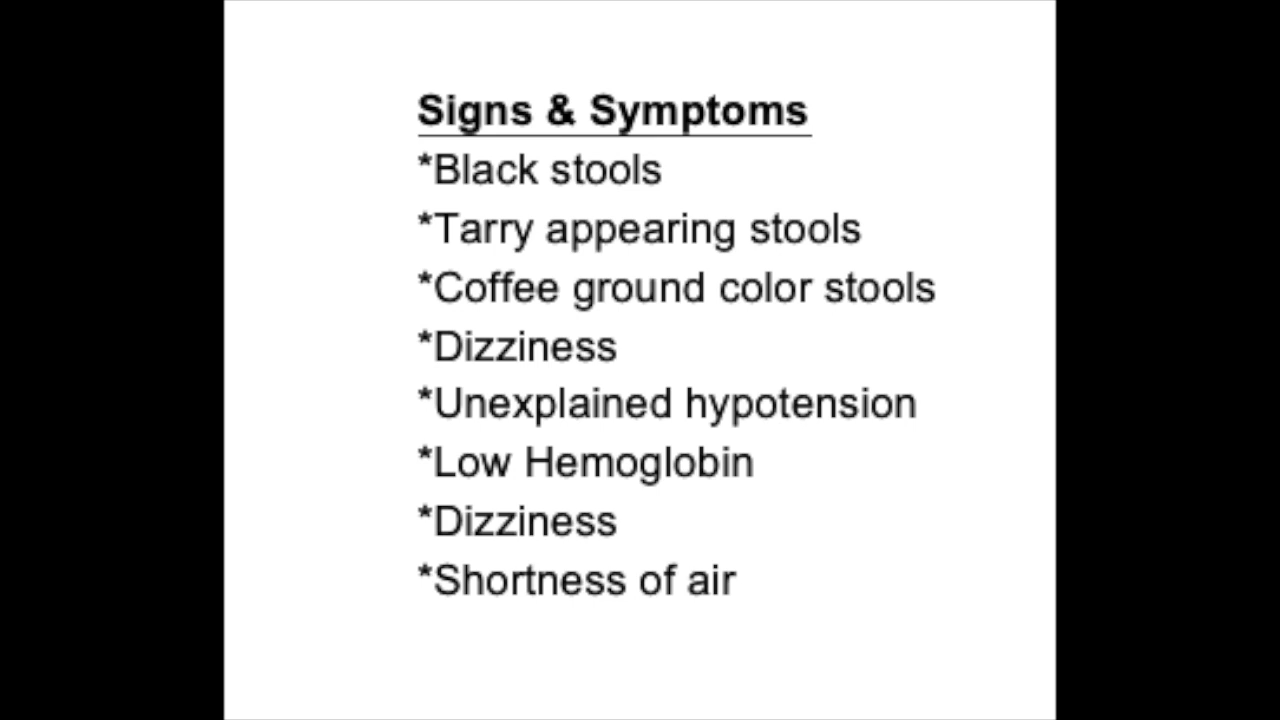 Signs & Symptoms
*Black stools
*Tarry appearing stools
*Coffee ground color stools
*Dizziness
*Unexplained hypotension
*Low Hemoglobin
*Dizziness
*Shortness of air